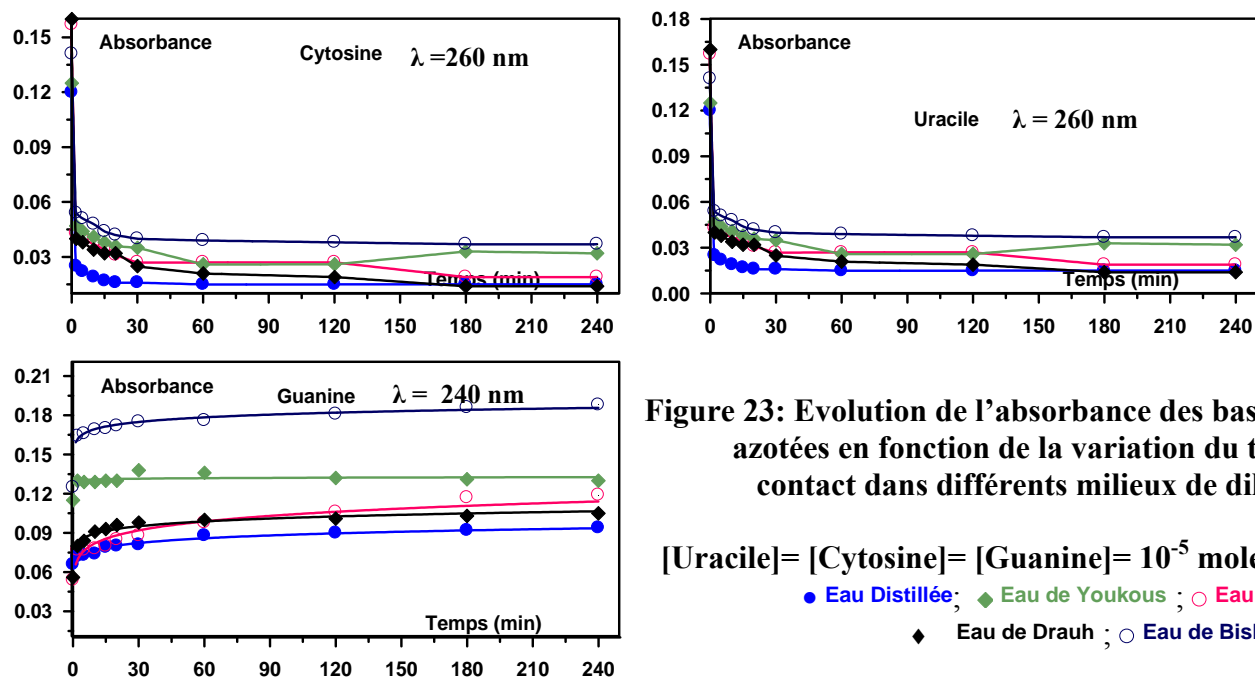 Absorbance
Cytosine λ =260 nm
0.15
0.12
0.09
0.06
0.03
Temps (min)
0 30 60 90 120 150 180 210 240
Absorbance
Uracile λ = 260 nm
0.18
0.15
0.12
0.09
0.06
0.03
0.00
Temps (min)
0 30 60 90 120 150 180 210 240
Absorbance
Guanine λ = 240 nm
0.21
0.18
0.15
0.12
0.09
0.06
0.03
Temps (min)
0 30 60 90 120 150 180 210 240
Figure 23: Evolution de l’absorbance des bas
azotées en fonction de la variation du t
contact dans différents milieux de dil
[Uracile]= [Cytosine]= [Guanine]= 10⁻⁵ mole
Eau Distillée; Eau de Youkous ; Eau
Eau de Drauh ; Eau de Bisk